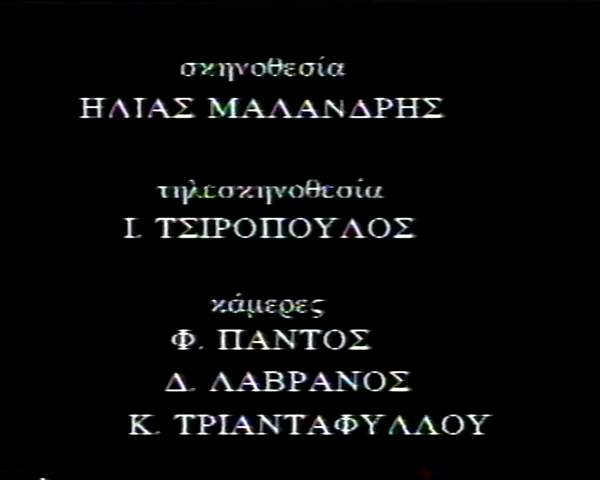 σκηνοθεσία
ΗΛΙΑΣ ΜΑΛΑΝΔΡΗΣ
τηλεσκηνοθεσία
Ι. ΤΣΙΡΟΠΟΥΛΟΣ
κάμερες
Φ. ΠΑΝΤΟΣ
Δ. ΛΑΒΡΑΝΟΣ
Κ. ΤΡΙΑΝΤΑΦΥΛΛΟΥ